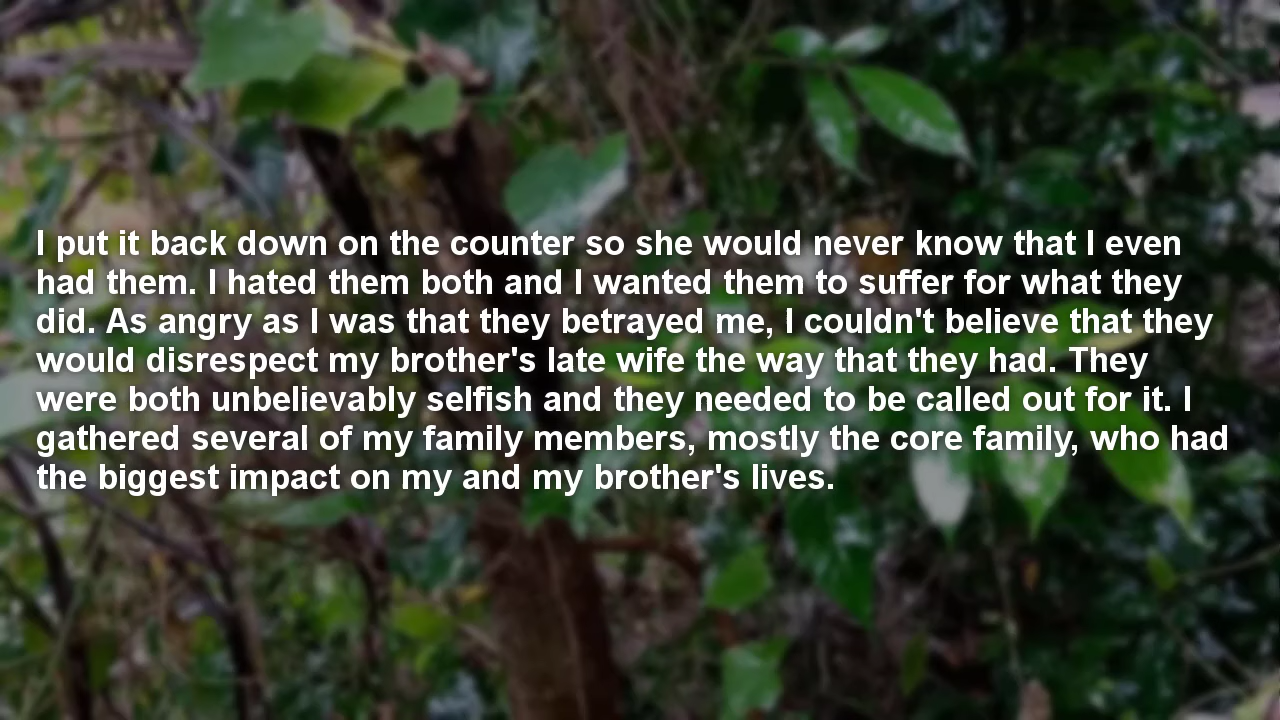 I put it back down on the counter so she would never know that I even
had them. I hated them both and I wanted them to suffer for what they
did. As angry as I was that they betrayed me, I couldn't believe that they
would disrespect my brother's late wife the way that they had. They
were both unbelievably selfish and they needed to be called out for it. I
gathered several of my family members, mostly the core family, who had
the biggest impact on my and my brother's lives.